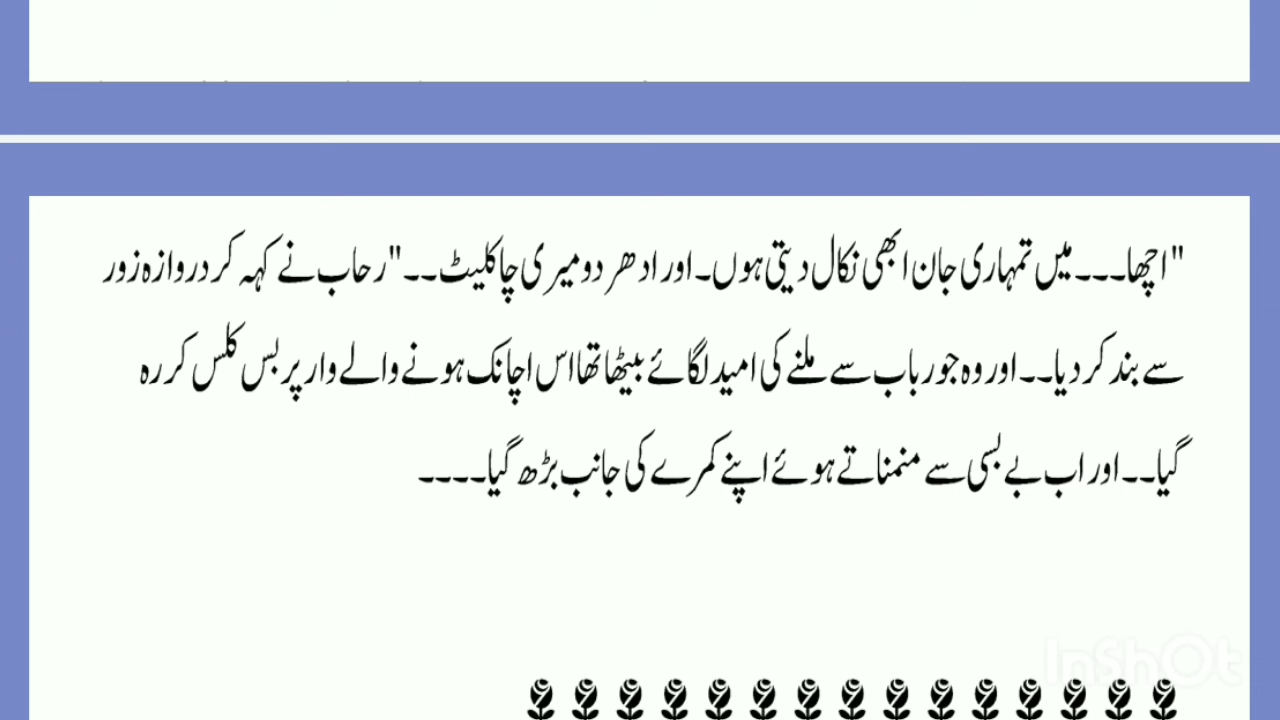 "اچھا۔۔۔ میں تمہاری جان ابھی نکال دیتی ہوں۔ اور ادھر دو میری چاکلیٹ۔۔" رحاب نے کہہ کر دروازہ زور
سے بند کر دیا۔۔ اور وہ جو رباب سے ملنے کی امید لگائے بیٹھا تھا اس اچانک ہونے والے وار پر بس کلس کر رہ
گیا۔۔ اور اب بے بسی سے منمناتے ہوئے اپنے کمرے کی جانب بڑھ گیا۔۔۔۔
InShOt